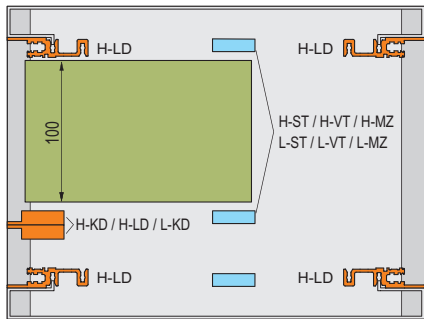 H-LD
H-LD
100
H-ST / H-VT / H-MZ
L-ST / L-VT / L-MZ
H-KD / H-LD / L-KD
H-LD
H-LD